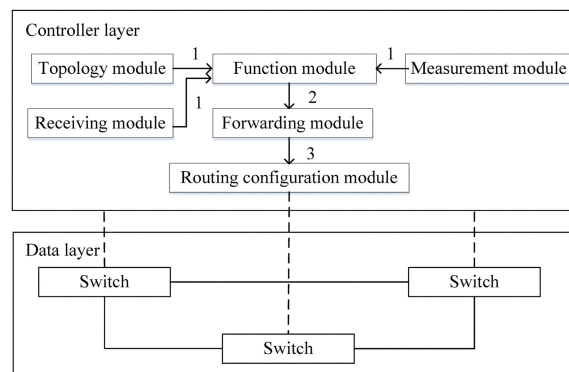 Controller layer
1 1
Topology module Function module Measurement module
1 2
Receiving module Forwarding module
3
Routing configuration module
Data layer
Switch Switch
Switch